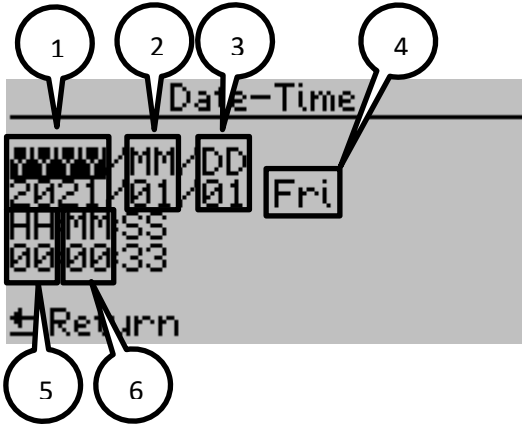 1 2 3 4
Date-Time
YYYY/MM/DD
2021/01/01 Fri
HH:MM:SS
00:00:33
Return
5 6